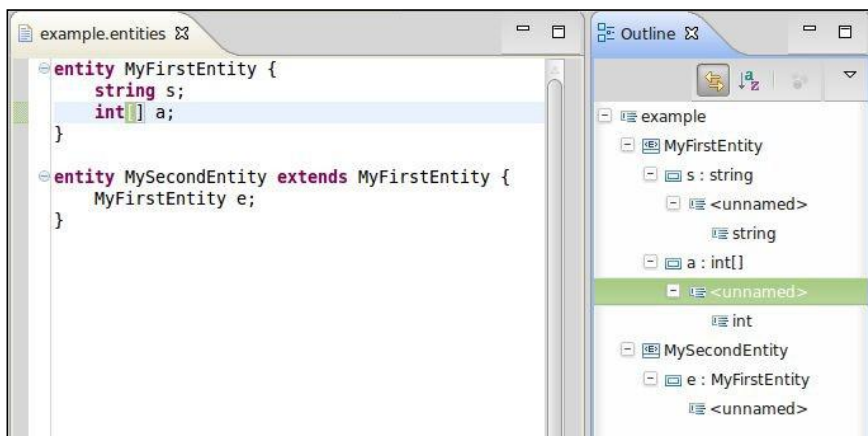 example.entities
entity MyFirstEntity {
string s;
int[] a;
}
entity MySecondEntity extends MyFirstEntity {
MyFirstEntity e;
}
Outline
example
MyFirstEntity
s : string
<unnamed>
string
a : int[]
<unnamed>
int
MySecondEntity
e : MyFirstEntity
<unnamed>